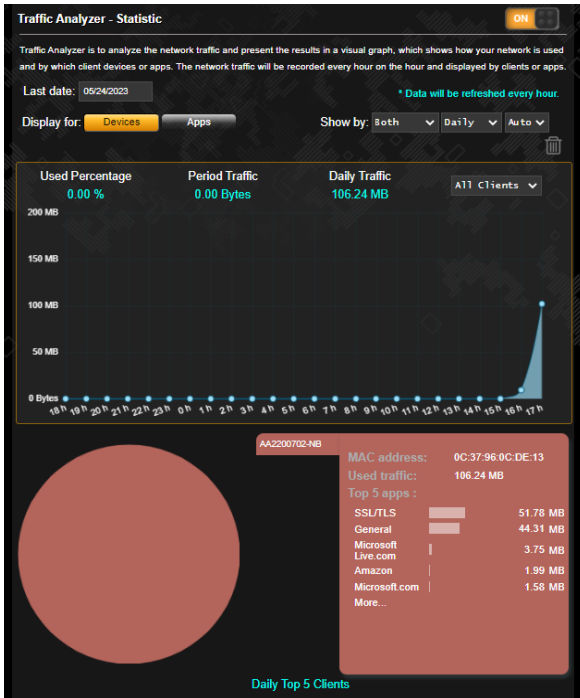 Traffic Analyzer - Statistic
ON
Traffic Analyzer is to analyze the network traffic and present the results in a visual graph, which shows how your network is used
and by which client devices or apps. The network traffic will be recorded every hour on the hour and displayed by clients or apps.
Last date: 05/24/2023
* Data will be refreshed every hour.
Display for: Devices Apps Show by: Both Daily Auto
Used Percentage Period Traffic Daily Traffic
0.00 % 0.00 Bytes 106.24 MB All Clients
200 MB
150 MB
100 MB
50 MB
0 Bytes
18 h 19 h 20 h 21 h 22 h 23 h 0 h 1 h 2 h 3 h 4 h 5 h 6 h 7 h 8 h 9 h 10 h 11 h 12 h 13 h 14 h 15 h 16 h 17 h
AA2200702-NB
MAC address: 0C:37:96:0C:DE:13
Used traffic: 106.24 MB
Top 5 apps :
SSL/TLS 51.78 MB
General 44.31 MB
Microsoft
Live.com 3.75 MB
Amazon 1.99 MB
Microsoft.com 1.58 MB
More...
Daily Top 5 Clients